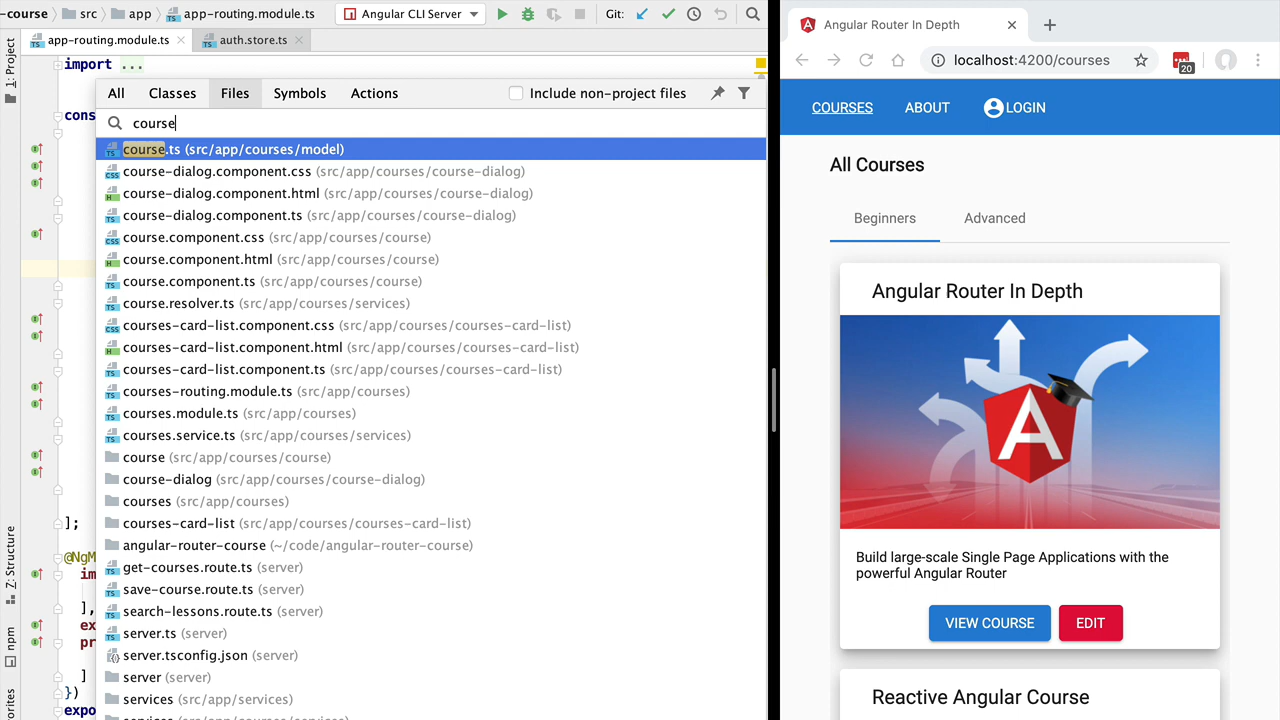 -course src app app-routing.module.ts Angular CLI Server Git:
app-routing.module.ts auth.store.ts
1: Project
Z: Structure
npm
import ...
cons
];
@NgM
im
],
ex
pr
]
})
expo
All Classes Files Symbols Actions Include non-project files
course
course.ts (src/app/courses/model)
course-dialog.component.css (src/app/courses/course-dialog)
course-dialog.component.html (src/app/courses/course-dialog)
course-dialog.component.ts (src/app/courses/course-dialog)
course.component.css (src/app/courses/course)
course.component.html (src/app/courses/course)
course.component.ts (src/app/courses/course)
course.resolver.ts (src/app/courses/services)
courses-card-list.component.css (src/app/courses/courses-card-list)
courses-card-list.component.html (src/app/courses/courses-card-list)
courses-card-list.component.ts (src/app/courses/courses-card-list)
courses-routing.module.ts (src/app/courses)
courses.module.ts (src/app/courses)
courses.service.ts (src/app/courses/services)
course (src/app/courses/course)
course-dialog (src/app/courses/course-dialog)
courses (src/app/courses)
courses-card-list (src/app/courses/courses-card-list)
angular-router-course (~/code/angular-router-course)
get-courses.route.ts (server)
save-course.route.ts (server)
search-lessons.route.ts (server)
server.ts (server)
server.tsconfig.json (server)
server (server)
services (src/app/services)
Angular Router In Depth
localhost:4200/courses
20
COURSES ABOUT LOGIN
All Courses
Beginners Advanced
Angular Router In Depth
A
Build large-scale Single Page Applications with the
powerful Angular Router
VIEW COURSE EDIT
Reactive Angular Course